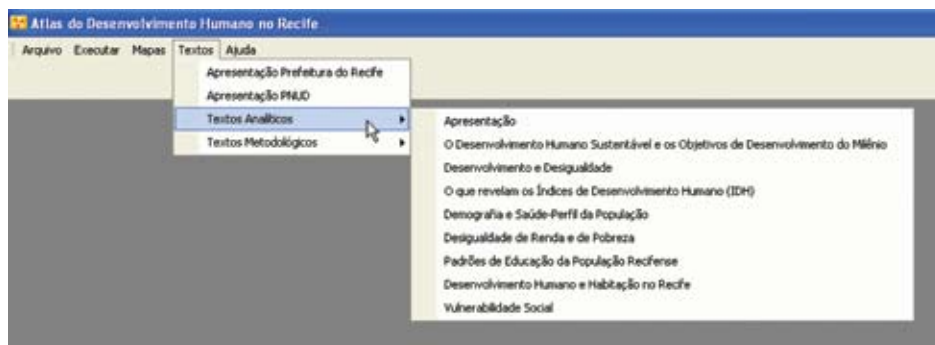 Atlas do Desenvolvimento Humano no Recife
Arquivo Executar Mapas Textos Ajuda
Apresentação Prefeitura do Recife
Apresentação PNUD
Textos Analíticos
Textos Metodológicos
Apresentação
O Desenvolvimento Humano Sustentável e os Objetivos de Desenvolvimento do Milênio
Desenvolvimento e Desigualdade
O que revelam os Índices de Desenvolvimento Humano (IDH)
Demografia e Saúde-Perfil da População
Desigualdade de Renda e de Pobreza
Padrões de Educação da População Recifense
Desenvolvimento Humano e Habitação no Recife
Vulnerabilidade Social